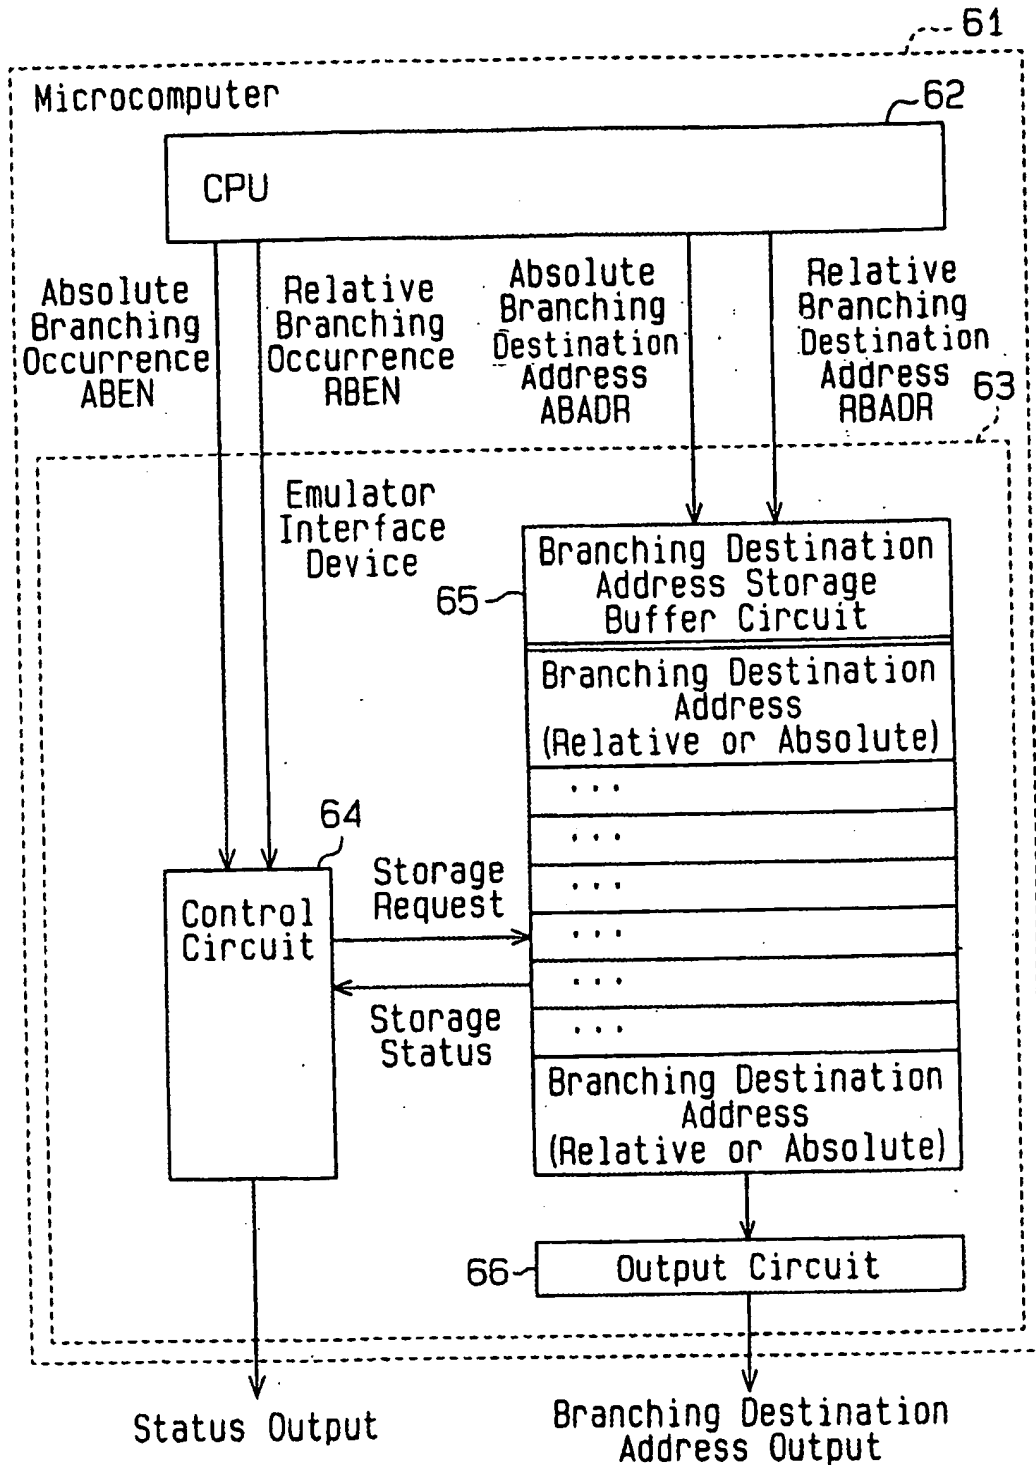 61
Microcomputer
62
CPU
Absolute
Branching
Occurrence
ABEN
Relative
Branching
Occurrence
RBEN
Absolute
Branching
Destination
Address
ABADR
Relative
Branching
Destination
Address
RBADR
63
Emulator
Interface
Device
65
Branching Destination
Address Storage
Buffer Circuit
Branching Destination
Address
(Relative or Absolute)
...
...
...
...
...
...
64
Control
Circuit
Storage
Request
Storage
Status
Branching Destination
Address
(Relative or Absolute)
66
Output Circuit
Status Output
Branching Destination
Address Output